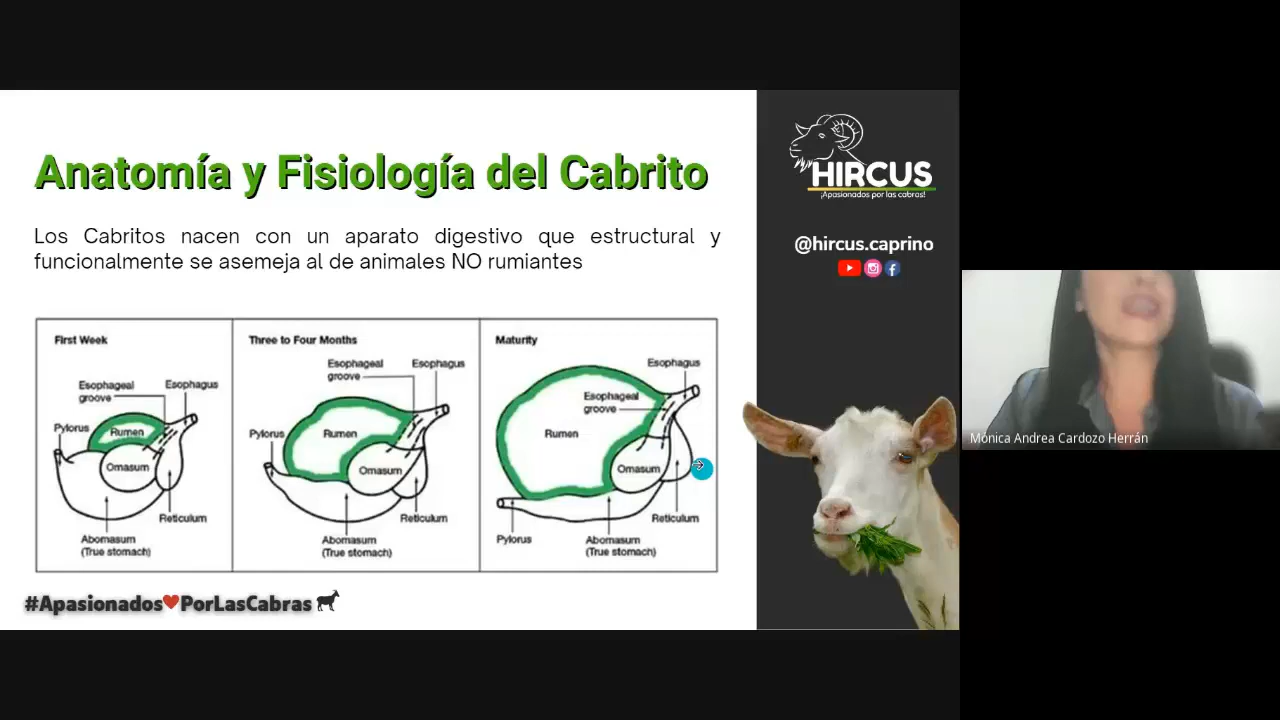 Anatomía y Fisiología del Cabrito
Los Cabritos nacen con un aparato digestivo que estructural y
funcionalmente se asemeja al de animales NO rumiantes
First Week
Esophageal
groove
Esophagus
Pylorus
Rumen
Omasum
Reticulum
Abomasum
(True stomach)
Three to Four Months
Esophageal
groove
Esophagus
Pylorus
Rumen
Omasum
Reticulum
Abomasum
(True stomach)
Maturity
Esophagus
Esophageal
groove
Rumen
Omasum
Reticulum
Pylorus
Abomasum
(True stomach)
#Apasionados❤PorLasCabras
HIRCUS
¡Apasionados por las cabras!
@hircus.caprino
Mónica Andrea Cardozo Herrán